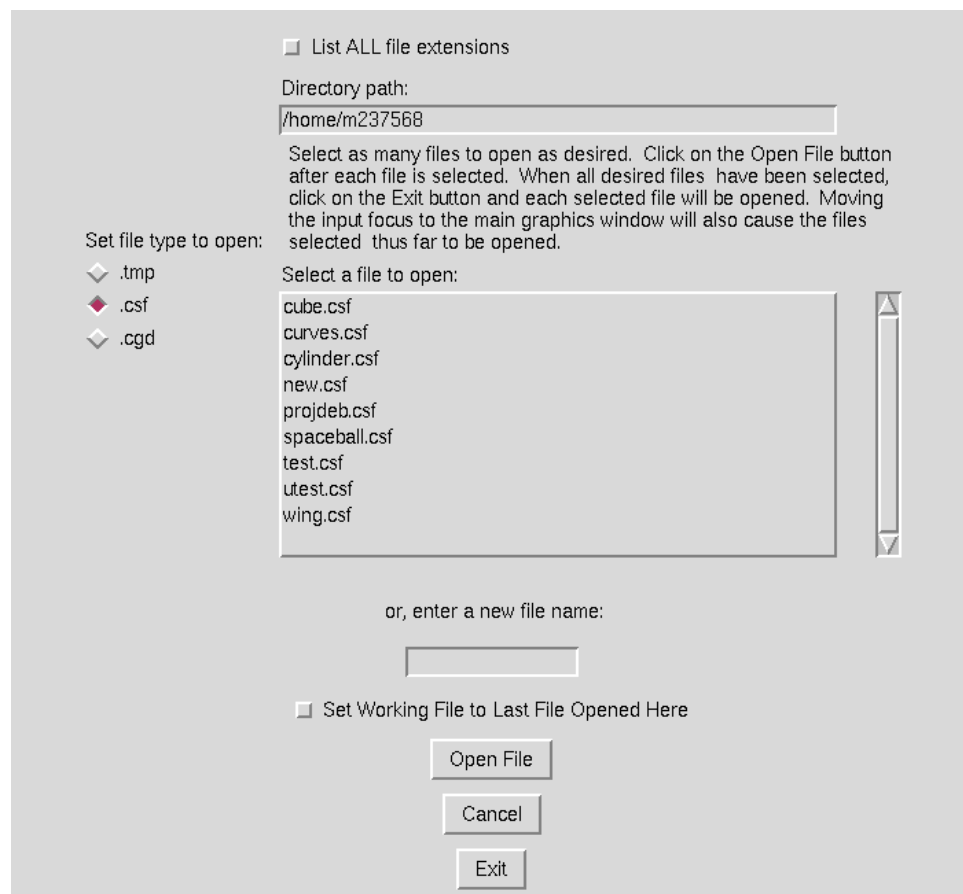 List ALL file extensions
Directory path:
/home/m237568
Select as many files to open as desired.  Click on the Open File button
after each file is selected.  When all desired files  have been selected,
click on the Exit button and each selected file will be opened.  Moving
the input focus to the main graphics window will also cause the files
selected  thus far to be opened.
Set file type to open:
.tmp
.csf
.cgd
Select a file to open:
cube.csf
curves.csf
cylinder.csf
new.csf
projdeb.csf
spaceball.csf
test.csf
utest.csf
wing.csf
or, enter a new file name:
Set Working File to Last File Opened Here
Open File
Cancel
Exit